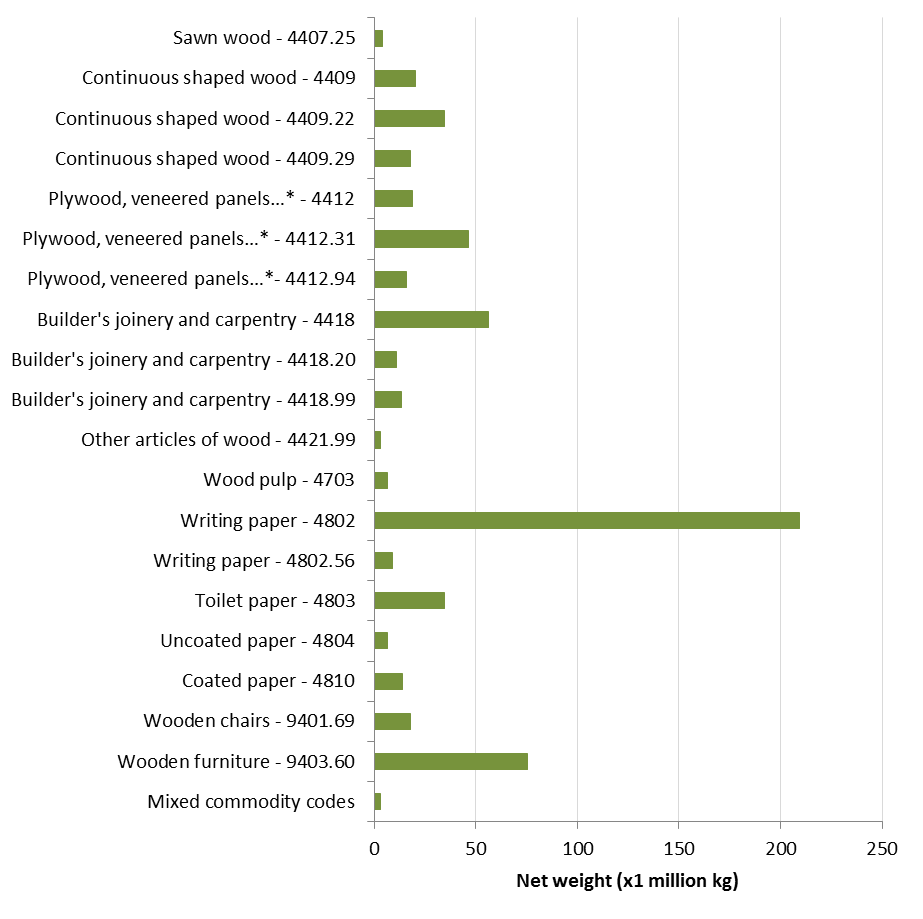 Sawn wood - 4407.25
Continuous shaped wood - 4409
Continuous shaped wood - 4409.22
Continuous shaped wood - 4409.29
Plywood, veneered panels...* - 4412
Plywood, veneered panels...* - 4412.31
Plywood, veneered panels...*- 4412.94
Builder's joinery and carpentry - 4418
Builder's joinery and carpentry - 4418.20
Builder's joinery and carpentry - 4418.99
Other articles of wood - 4421.99
Wood pulp - 4703
Writing paper - 4802
Writing paper - 4802.56
Toilet paper - 4803
Uncoated paper - 4804
Coated paper - 4810
Wooden chairs - 9401.69
Wooden furniture - 9403.60
Mixed commodity codes
0 50 100 150 200 250
Net weight (x1 million kg)